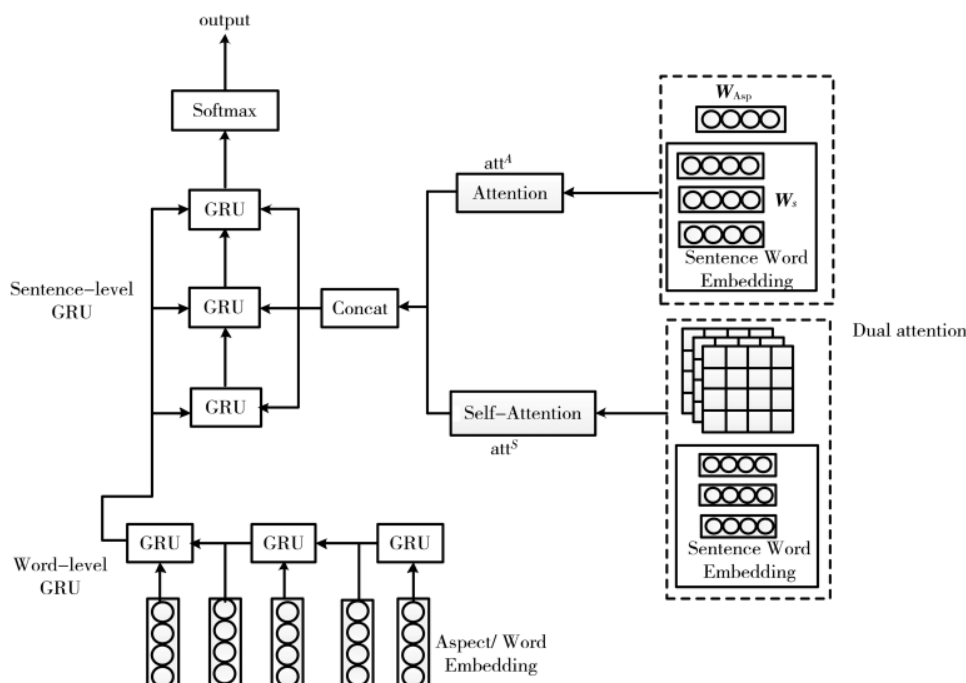 output
Softmax
GRU
Sentence-level
GRU
GRU
GRU
Concat
att^A
Attention
W_Asp
W_s
Sentence Word
Embedding
Dual attention
Self-Attention
att^S
Sentence Word
Embedding
Word-level
GRU
GRU
GRU
GRU
Aspect/ Word
Embedding